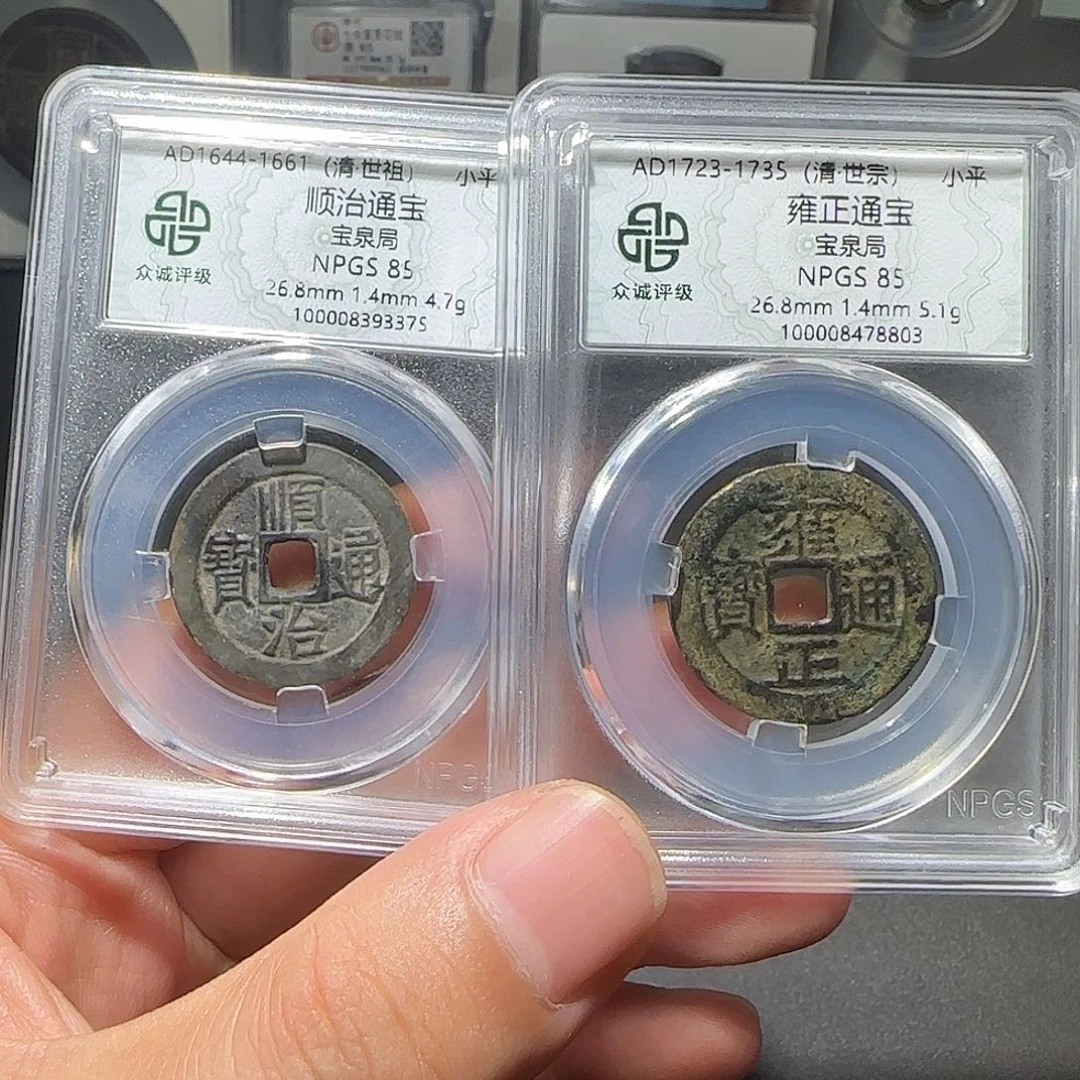 AD1644-1661（清·世祖） 小平
顺治通宝
宝泉局
NPGS 85
26.8mm 1.4mm 4.7g
100008393375
众诚评级
順治通寶
NPGS
AD1723-1735（清·世宗） 小平
雍正通宝
宝泉局
NPGS 85
26.8mm 1.4mm 5.1g
100008478803
众诚评级
雍正通寶
NPGS